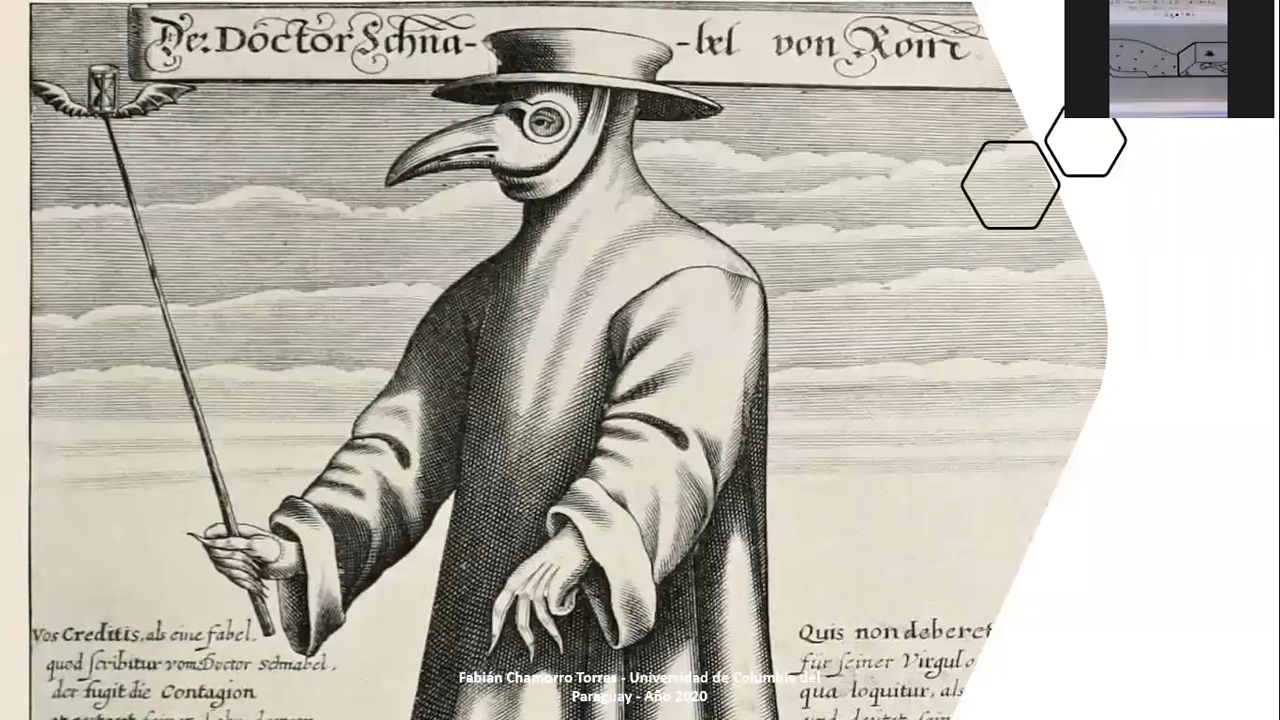 Der Doctor Schna-
-bel von Rom
Vos Creditis, als eine fabel,
quod scribitur vom Doctor Schnabel,
der fugit die Contagion
Quis non deberet
für seiner Virgul
qua loquitur, als
Fabián Chamorro Torres - Universidad de Columbia del
Paraguay - Año 2020